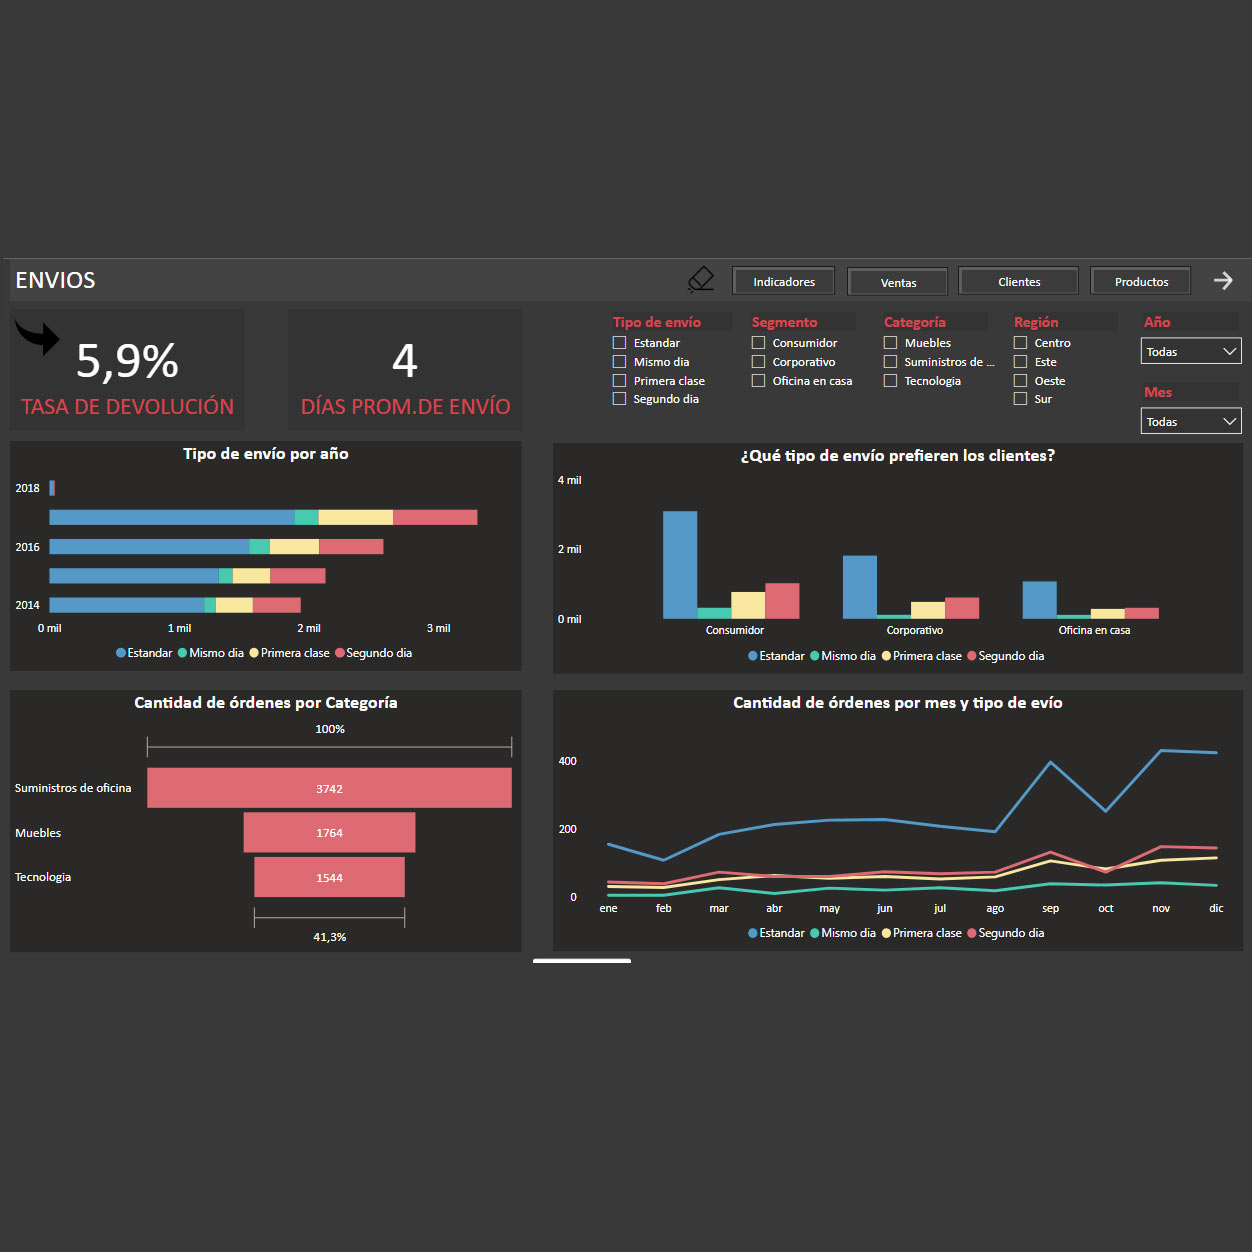 ENVIOS
Indicadores
Ventas
Clientes
Productos
5,9%
TASA DE DEVOLUCIÓN
4
DÍAS PROM.DE ENVÍO
Tipo de envío
Estandar
Mismo dia
Primera clase
Segundo dia
Segmento
Consumidor
Corporativo
Oficina en casa
Categoría
Muebles
Suministros de ...
Tecnologia
Región
Centro
Este
Oeste
Sur
Año
Todas
Mes
Todas
Tipo de envío por año
2018
2016
2014
0 mil 1 mil 2 mil 3 mil
Estandar Mismo dia Primera clase Segundo dia
¿Qué tipo de envío prefieren los clientes?
4 mil
2 mil
0 mil
Consumidor Corporativo Oficina en casa
Estandar Mismo dia Primera clase Segundo dia
Cantidad de órdenes por Categoría
100%
Suministros de oficina 3742
Muebles 1764
Tecnologia 1544
41,3%
Cantidad de órdenes por mes y tipo de evío
400
200
0
ene feb mar abr may jun jul ago sep oct nov dic
Estandar Mismo dia Primera clase Segundo dia